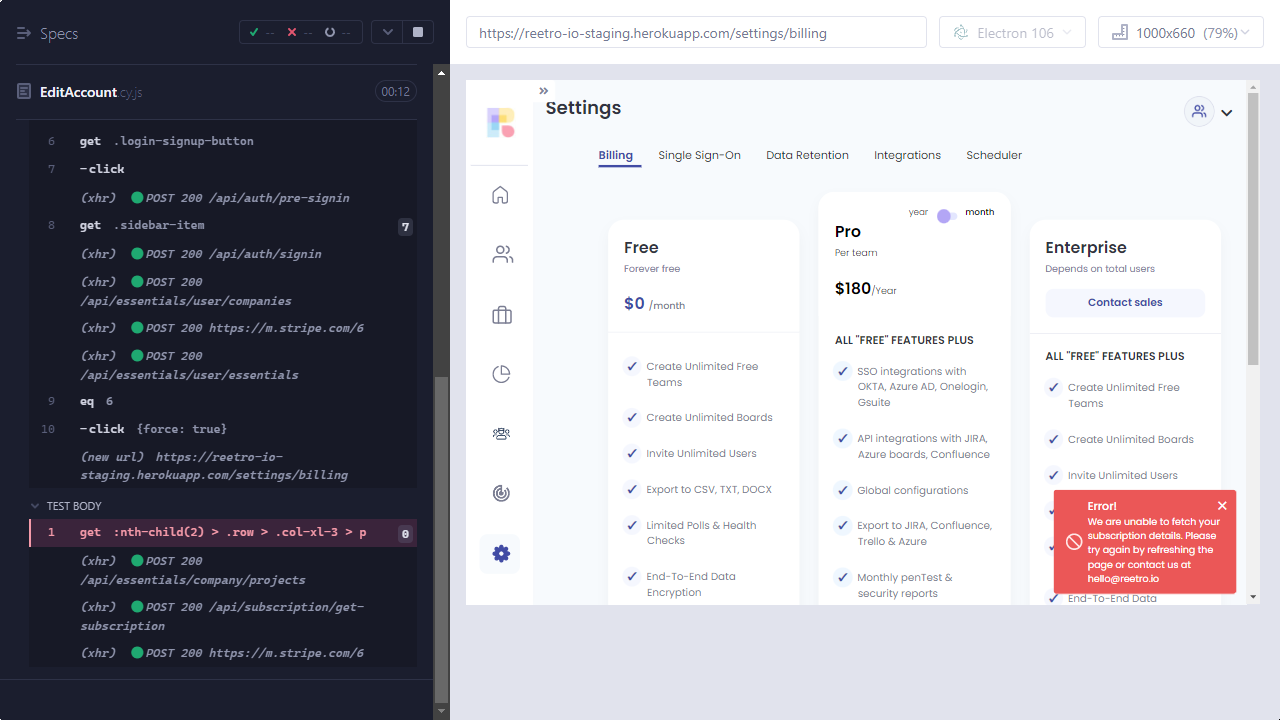 Specs
-- -- --
EditAccount.cy.js
00:12
6 get .login-signup-button
7 -click
(xhr) POST 200 /api/auth/pre-signin
8 get .sidebar-item 7
(xhr) POST 200 /api/auth/signin
(xhr) POST 200
/api/essentials/user/companies
(xhr) POST 200 https://m.stripe.com/6
(xhr) POST 200
/api/essentials/user/essentials
9 eq 6
10 -click {force: true}
(new url) https://reetro-io-
staging.herokuapp.com/settings/billing
TEST BODY
1 get :nth-child(2) > .row > .col-xl-3 > p 0
(xhr) POST 200
/api/essentials/company/projects
(xhr) POST 200 /api/subscription/get-
subscription
(xhr) POST 200 https://m.stripe.com/6
https://reetro-io-staging.herokuapp.com/settings/billing
Electron 106
1000x660 (79%)
Settings
Billing
Single Sign-On
Data Retention
Integrations
Scheduler
Free
Forever free
$0 /month
Create Unlimited Free
Teams
Create Unlimited Boards
Invite Unlimited Users
Export to CSV, TXT, DOCX
Limited Polls & Health
Checks
End-To-End Data
Encryption
year month
Pro
Per team
$180/Year
ALL "FREE" FEATURES PLUS
SSO integrations with
OKTA, Azure AD, Onelogin,
Gsuite
API integrations with JIRA,
Azure boards, Confluence
Global configurations
Export to JIRA, Confluence,
Trello & Azure
Monthly penTest &
security reports
Enterprise
Depends on total users
Contact sales
ALL "FREE" FEATURES PLUS
Create Unlimited Free
Teams
Create Unlimited Boards
Invite Unlimited Users
End-To-End Data
Error!
We are unable to fetch your
subscription details. Please
try again by refreshing the
page or contact us at
hello@reetro.io